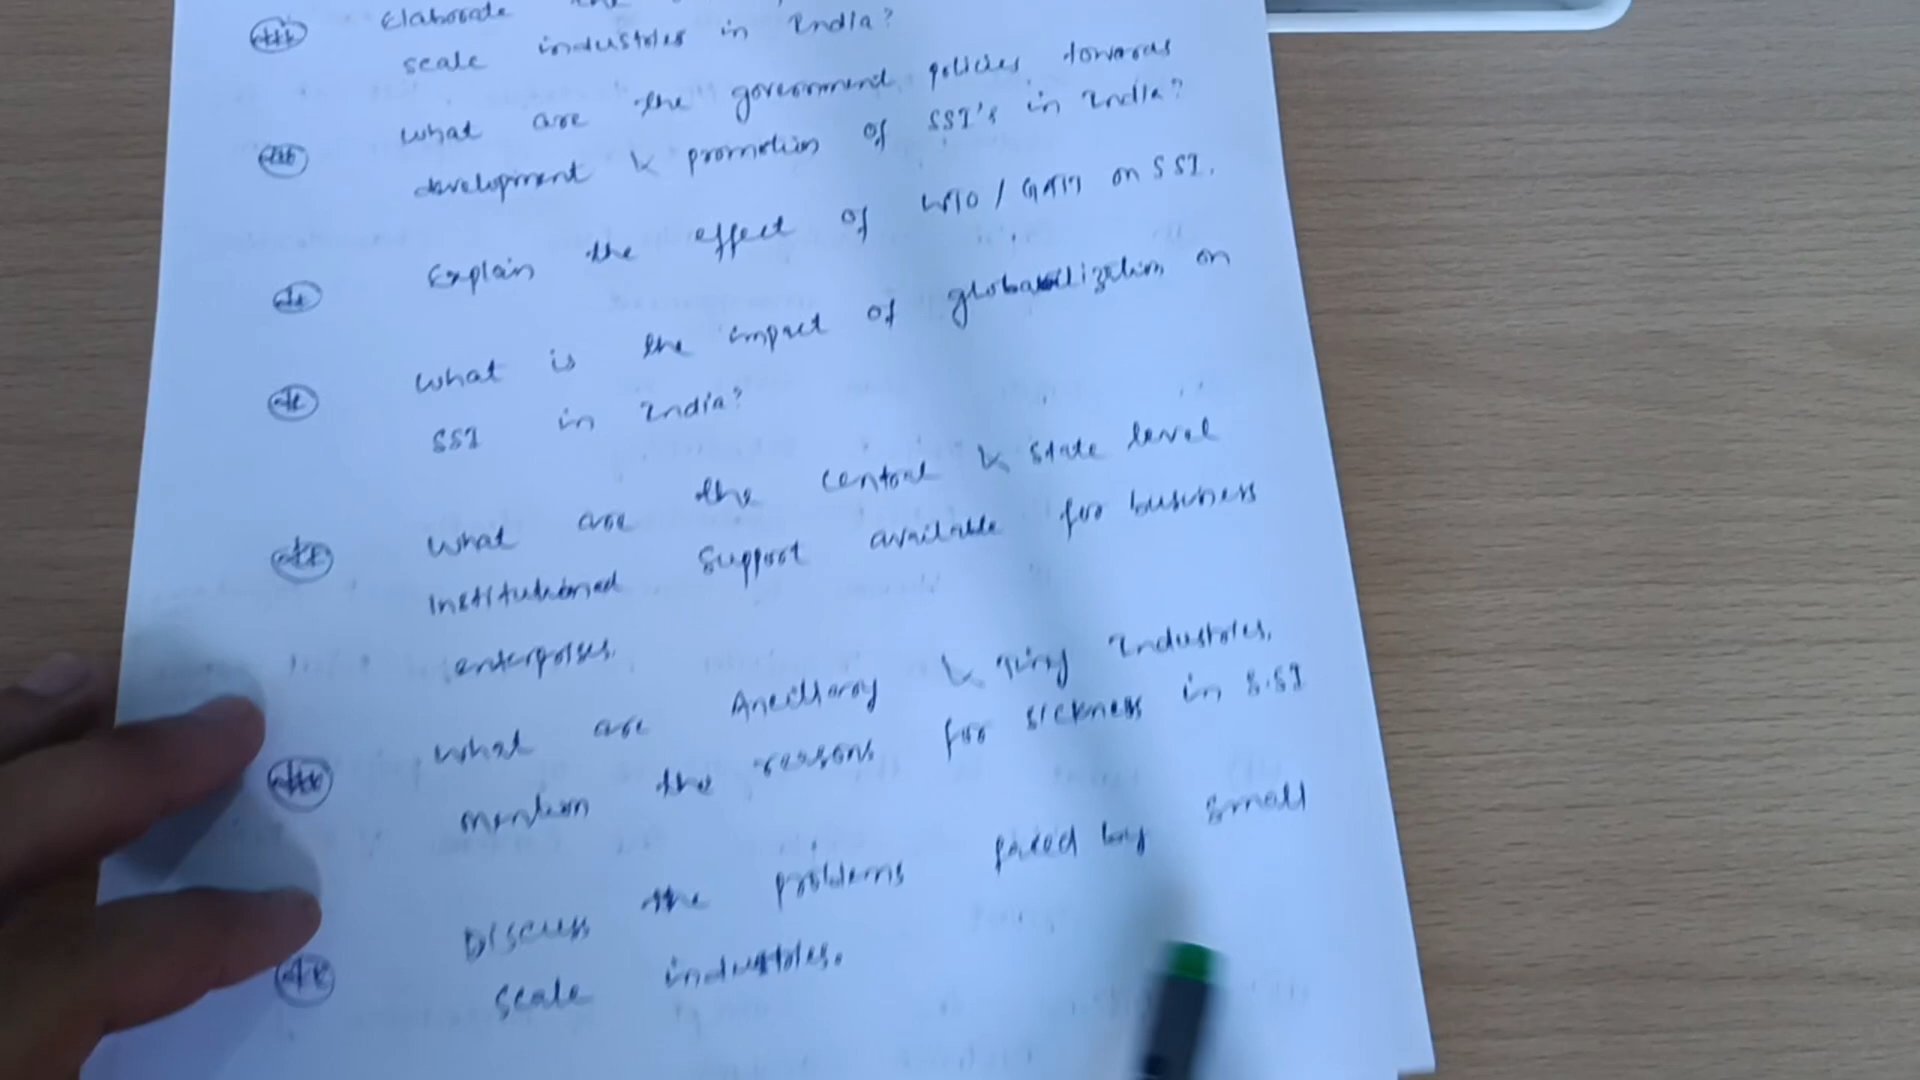 Elaborate the
scale industries in India?
What are the government policies towards
development & promotion of SSI's in India?
Explain the effect of WTO / GATT on SSI.
What is the impact of globalization on
SSI in India?
What are the central & state level
Institutional support available for business
enterprises.
What are Ancillary & Tiny Industries.
mention the reasons for sickness in S.SI
Discuss the problems faced by small
scale industries.